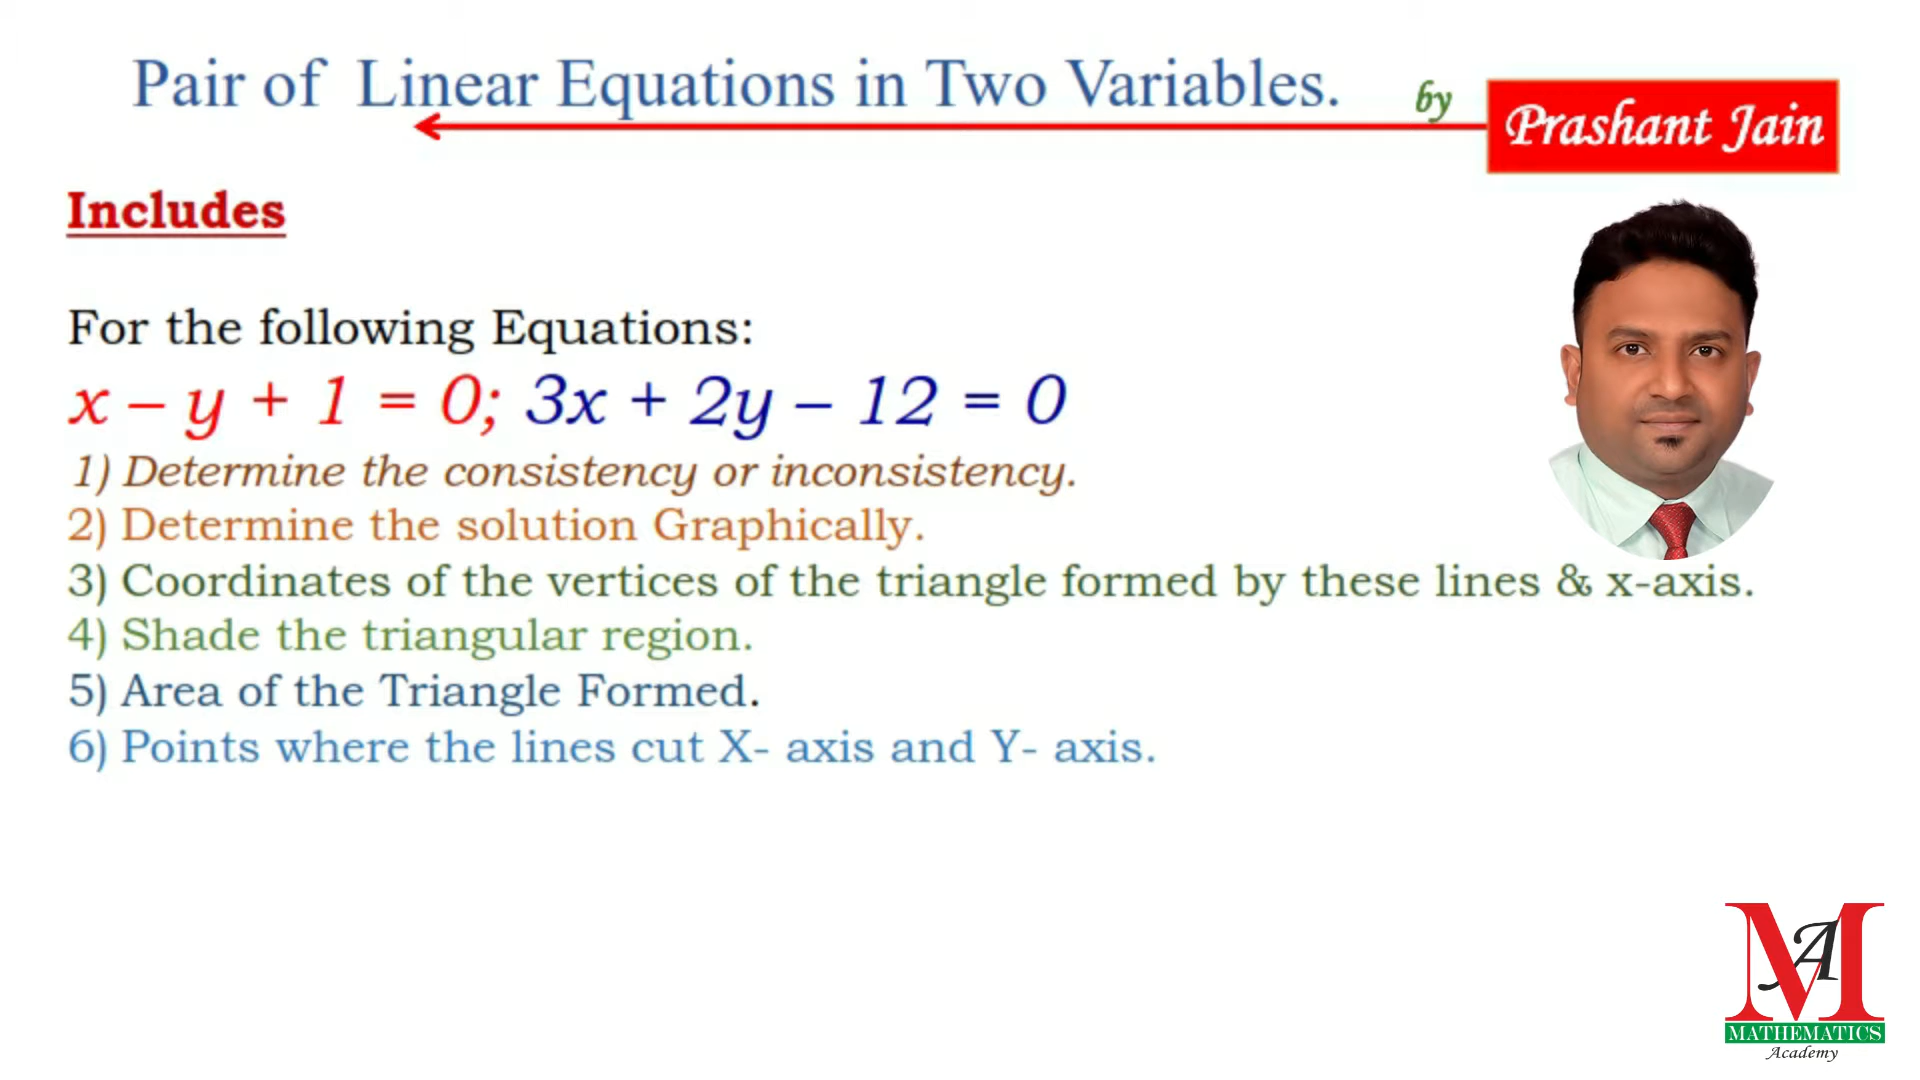 Pair of Linear Equations in Two Variables. by Prashant Jain
Includes
For the following Equations:
x – y + 1 = 0; 3x + 2y – 12 = 0
1) Determine the consistency or inconsistency.
2) Determine the solution Graphically.
3) Coordinates of the vertices of the triangle formed by these lines & x-axis.
4) Shade the triangular region.
5) Area of the Triangle Formed.
6) Points where the lines cut X- axis and Y- axis.
MA
MATHEMATICS
Academy